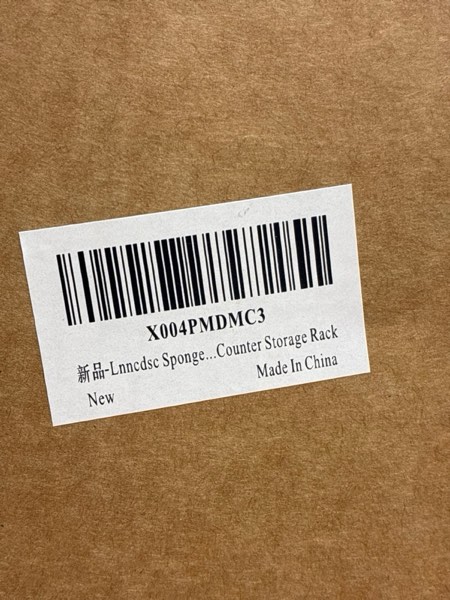 X004PMDMC3
新品-Lnncdsc Sponge...Counter Storage Rack
New
Made In China